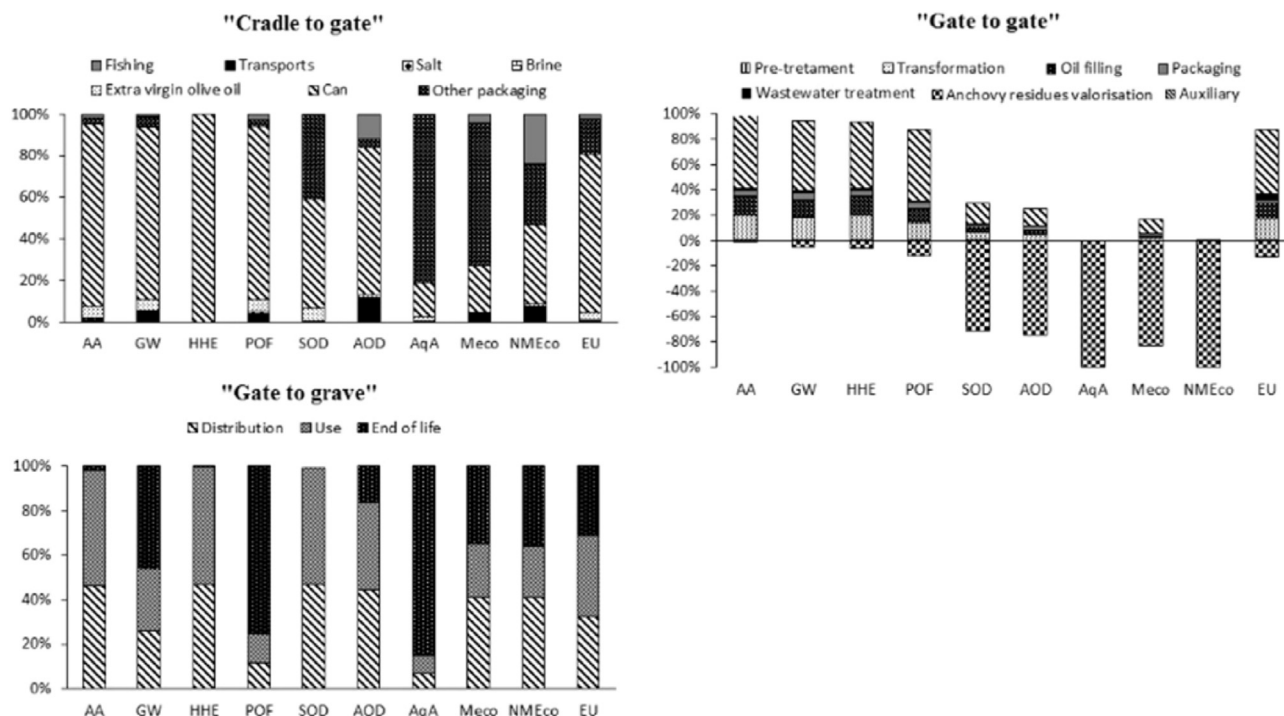 "Cradle to gate"
Fishing Transports Salt Brine
Extra virgin olive oil Can Other packaging
100%
80%
60%
40%
20%
0%
AA GW HHE POF SOD AOD AqA Meco NMEco EU
"Gate to gate"
Pre-tretament Transformation Oil filling Packaging
Wastewater treatment Anchovy residues valorisation Auxiliary
100%
80%
60%
40%
20%
0%
-20%
-40%
-60%
-80%
-100%
AA GW HHE POF SOD AOD AqA Meco NMEco EU
"Gate to grave"
Distribution Use End of life
100%
80%
60%
40%
20%
0%
AA GW HHE POF SOD AOD AqA Meco NMEco EU